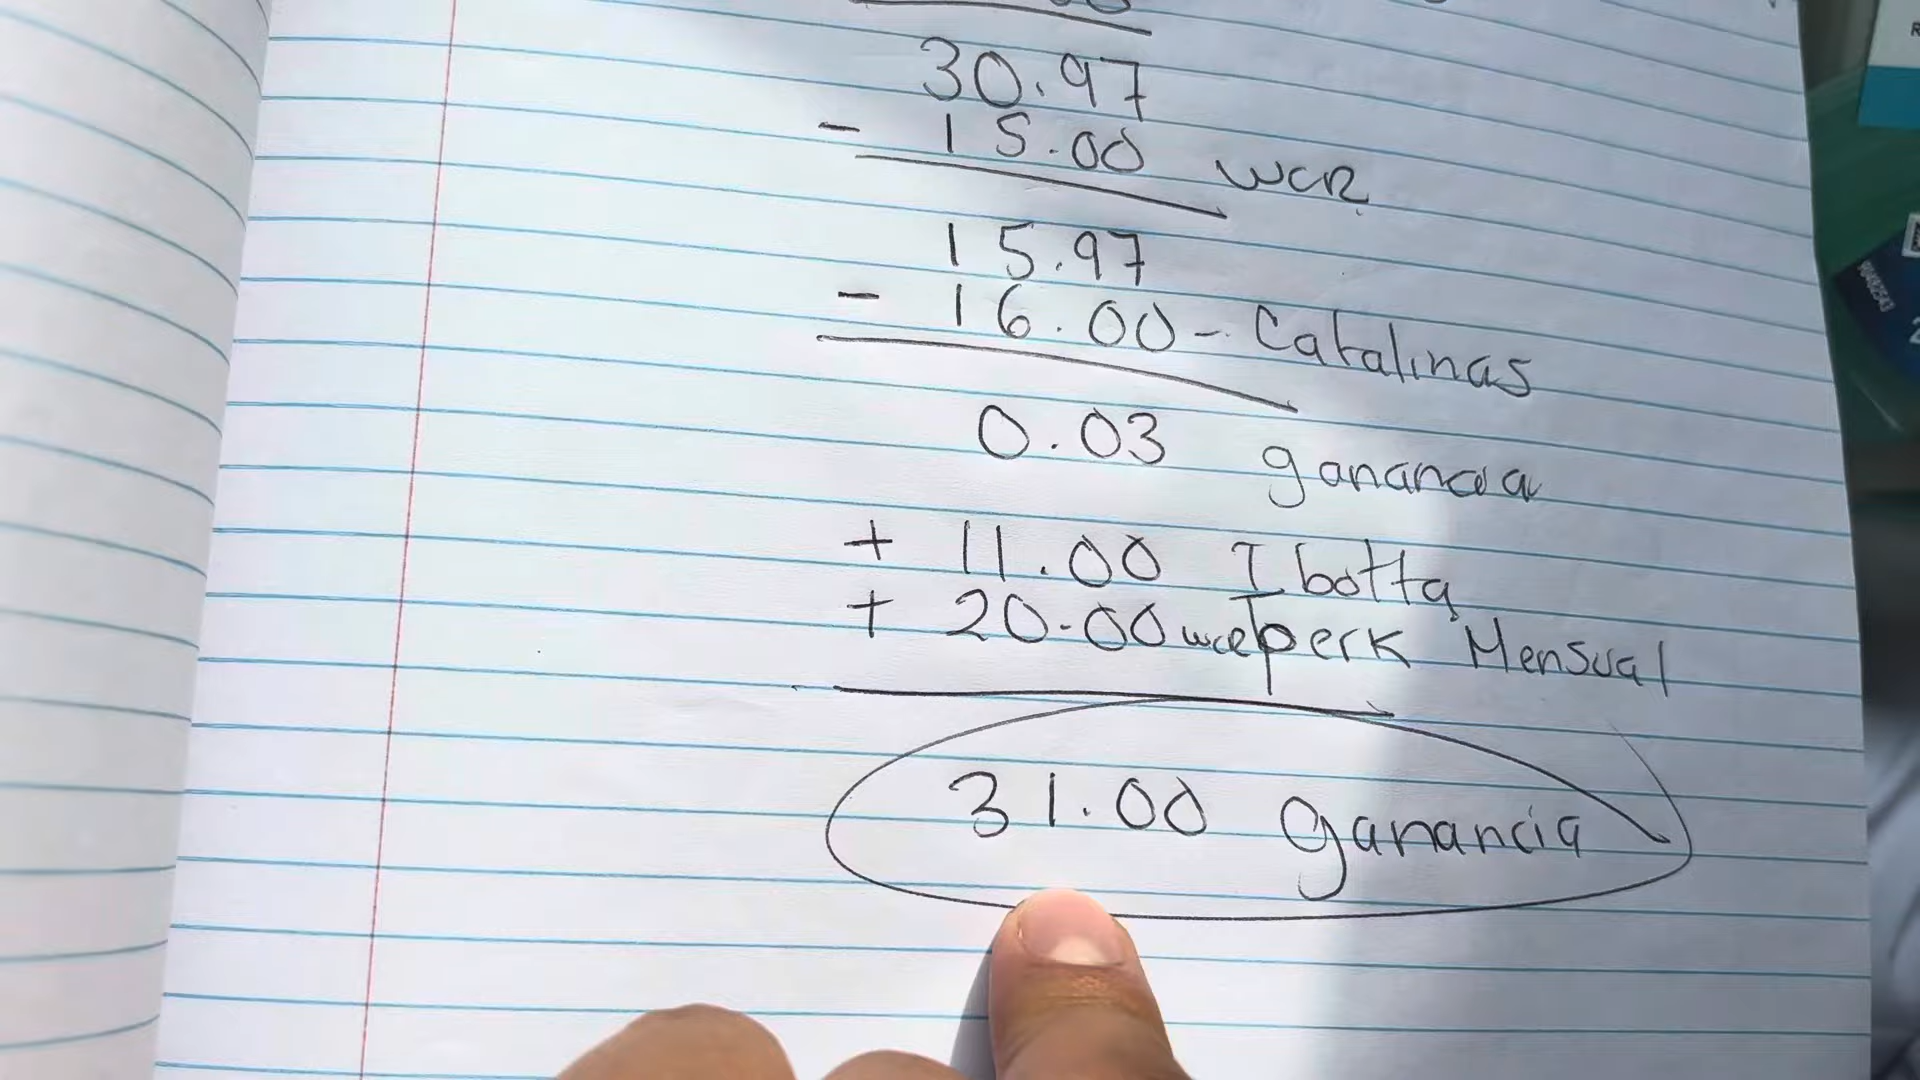 30.97
- 15.00 WCR
15.97
- 16.00 - Catalinas
0.03 ganancia
+ 11.00 Ibotta
+ 20.00 perk Mensual
31.00 ganancia